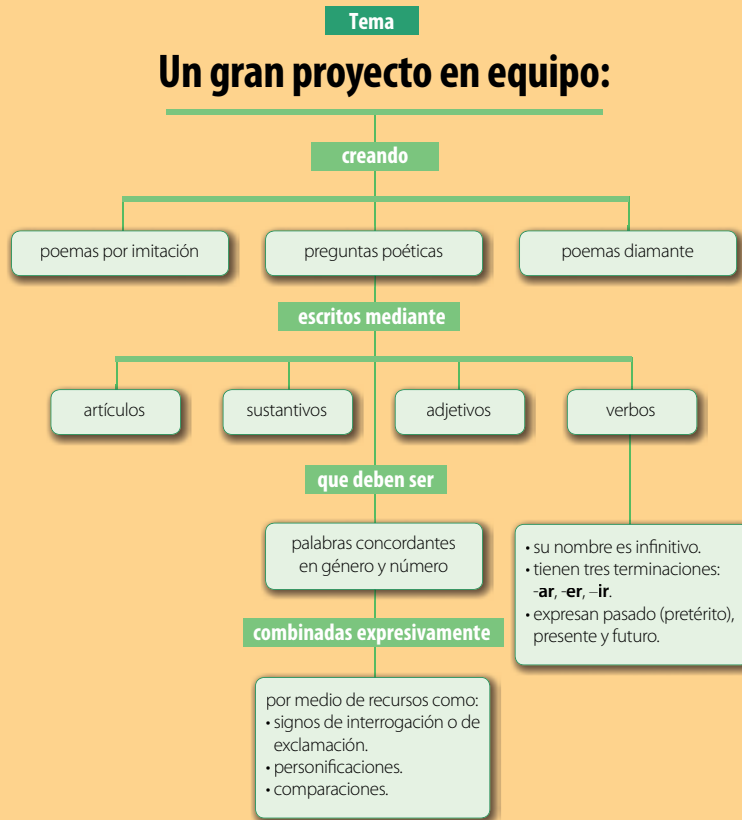 Tema
Un gran proyecto en equipo:
creando
poemas por imitación
preguntas poéticas
poemas diamante
escritos mediante
artículos
sustantivos
adjetivos
verbos
que deben ser
palabras concordantes
en género y número
• su nombre es infinitivo.
• tienen tres terminaciones:
-ar, -er, –ir.
• expresan pasado (pretérito),
presente y futuro.
combinadas expresivamente
por medio de recursos como:
• signos de interrogación o de
exclamación.
• personificaciones.
• comparaciones.